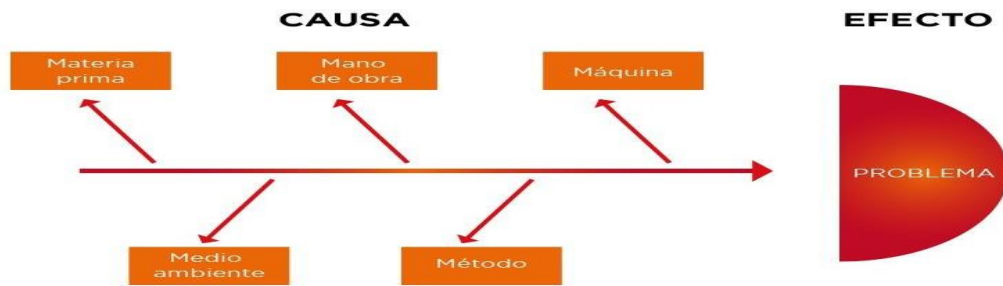 CAUSA
EFECTO
Materia
prima
Mano
de obra
Máquina
PROBLEMA
Medio
ambiente
Método